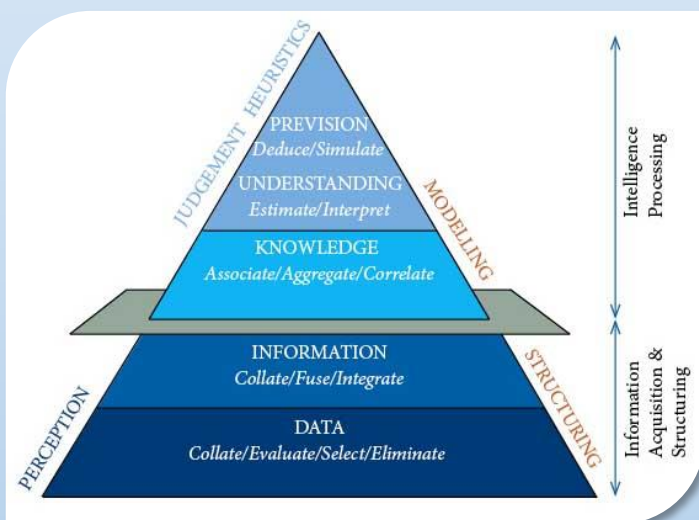 JUDGEMENT HEURISTICS
PREVISION
Deduce/Simulate
UNDERSTANDING
Estimate/Interpret
MODELLING
KNOWLEDGE
Associate/Aggregate/Correlate
Intelligence
Processing
PERCEPTION
INFORMATION
Collate/Fuse/Integrate
STRUCTURING
DATA
Collate/Evaluate/Select/Eliminate
Information
Acquisition &
Structuring